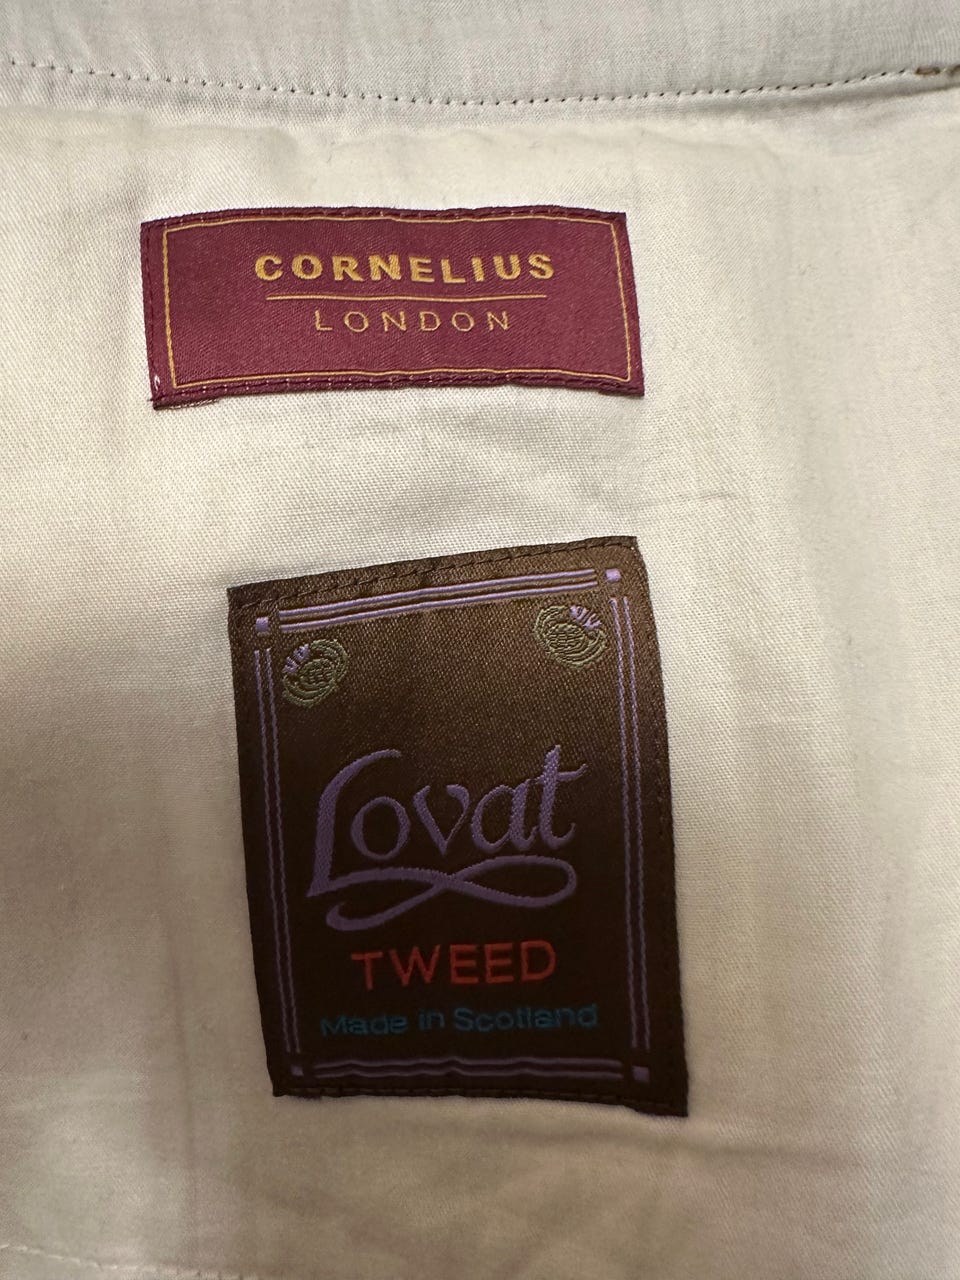 CORNELIUS
LONDON
Lovat
TWEED
Made in Scotland